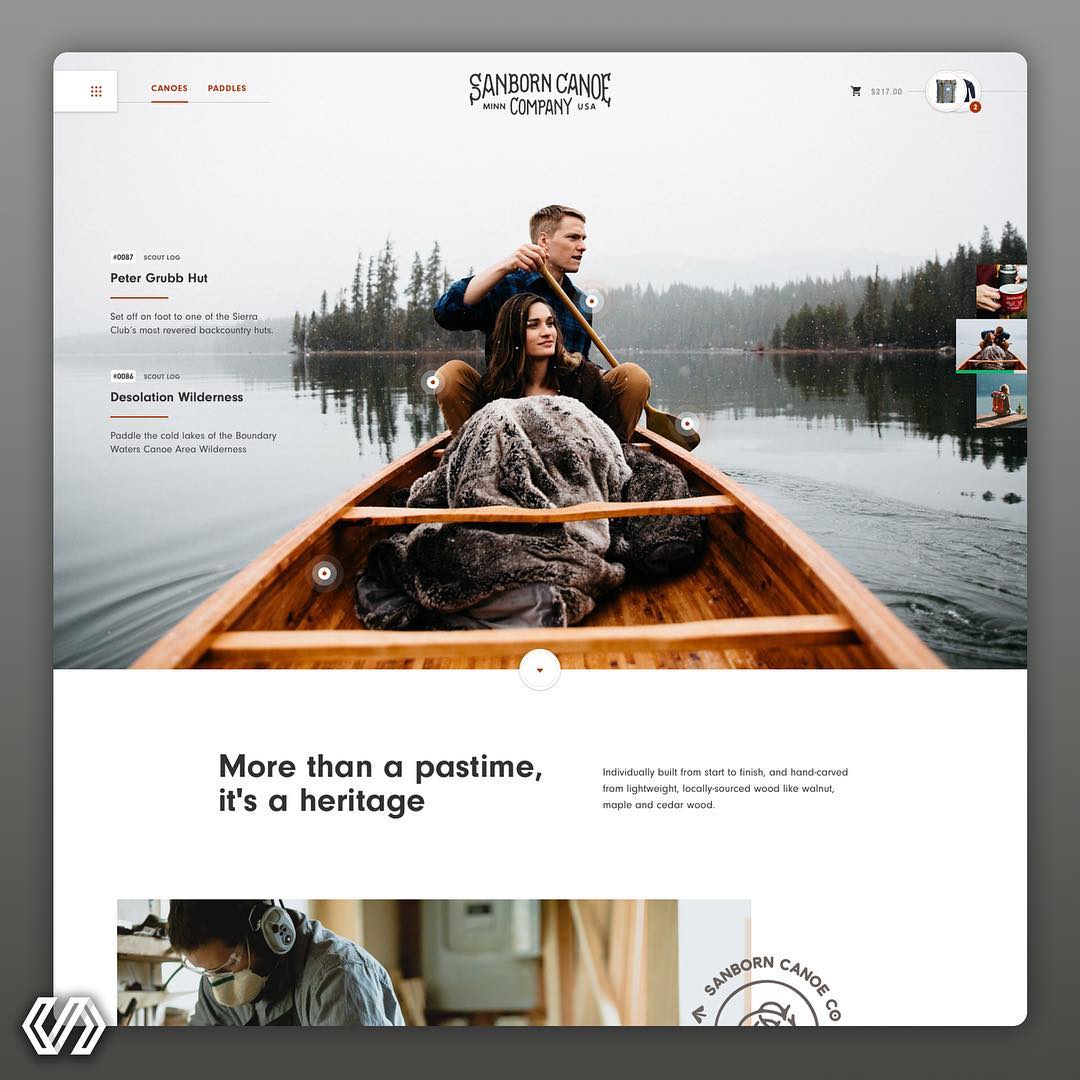 CANOES PADDLES
SANBORN CANOE
MINN COMPANY USA
$217.00
2
#0087 SCOUT LOG
Peter Grubb Hut
Set off on foot to one of the Sierra
Club's most revered backcountry huts.
#0086 SCOUT LOG
Desolation Wilderness
Paddle the cold lakes of the Boundary
Waters Canoe Area Wilderness
More than a pastime,
it's a heritage
Individually built from start to finish, and hand-carved
from lightweight, locally-sourced wood like walnut,
maple and cedar wood.
SANBORN CANOE CO